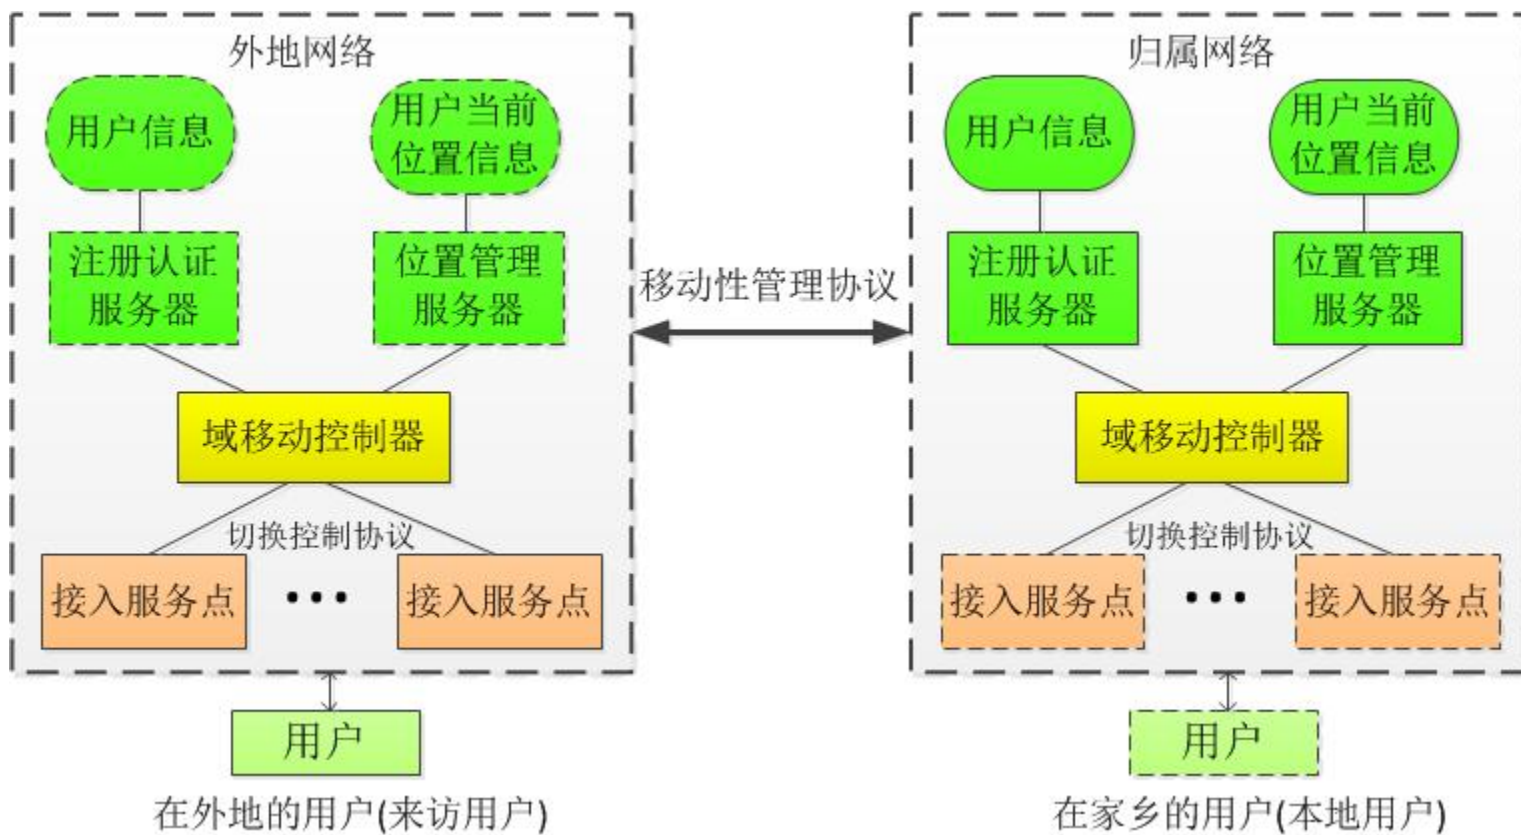 外地网络
用户信息
用户当前
位置信息
注册认证
服务器
位置管理
服务器
域移动控制器
切换控制协议
接入服务点
•••
接入服务点
用户
在外地的用户(来访用户)
移动性管理协议
归属网络
用户信息
用户当前
位置信息
注册认证
服务器
位置管理
服务器
域移动控制器
切换控制协议
接入服务点
•••
接入服务点
用户
在家乡的用户(本地用户)